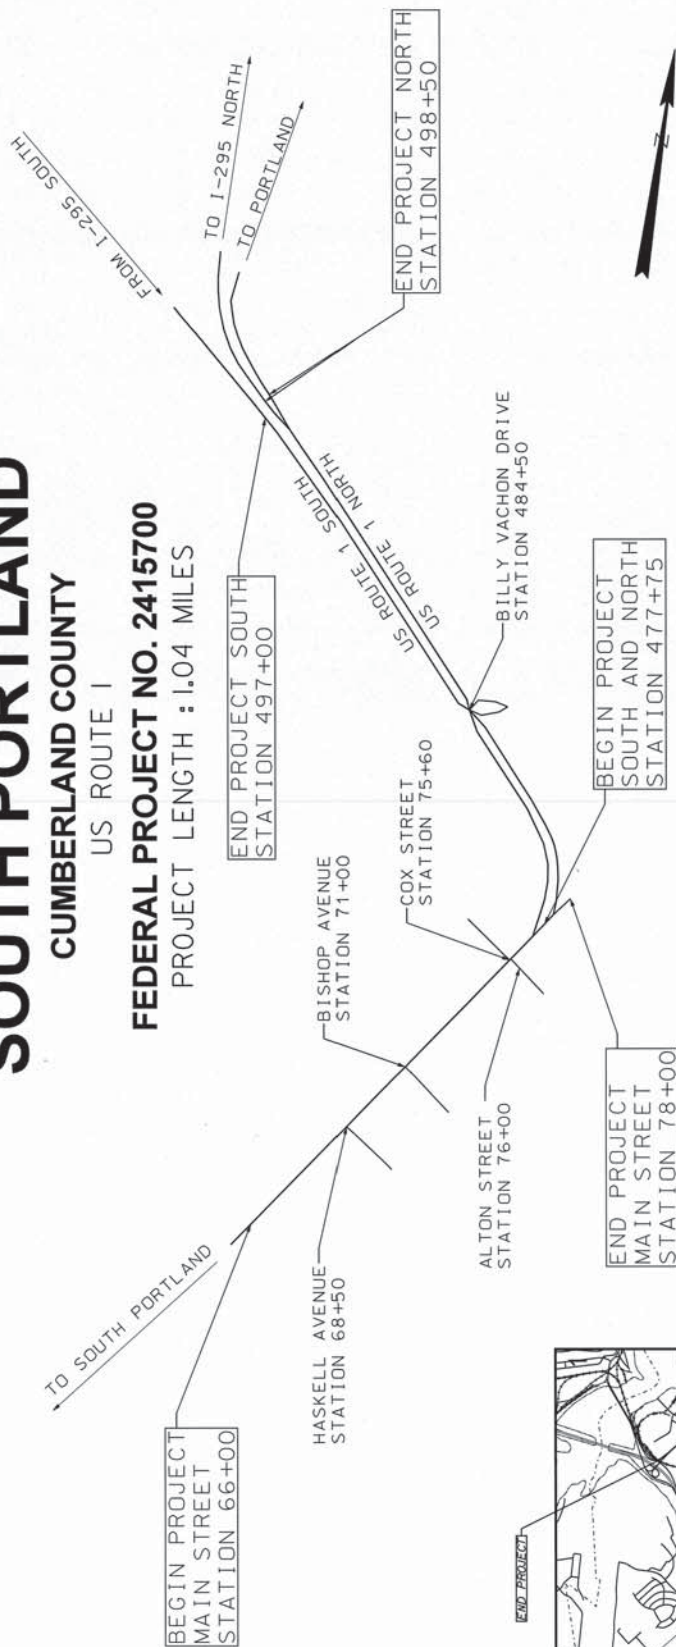 SOUTH PORTLAND
CUMBERLAND COUNTY
US ROUTE 1
FEDERAL PROJECT NO. 2415700
PROJECT LENGTH : 1.04 MILES
FROM I-295 SOUTH
TO I-295 NORTH
TO PORTLAND
END PROJECT NORTH
STATION 498+50
END PROJECT SOUTH
STATION 497+00
US ROUTE 1 SOUTH
US ROUTE 1 NORTH
BILLY VACHON DRIVE
STATION 484+50
BEGIN PROJECT
SOUTH AND NORTH
STATION 477+75
COX STREET
STATION 75+60
BISHOP AVENUE
STATION 71+00
ALTON STREET
STATION 76+00
END PROJECT
MAIN STREET
STATION 78+00
HASKELL AVENUE
STATION 68+50
TO SOUTH PORTLAND
BEGIN PROJECT
MAIN STREET
STATION 66+00
END PROJECT
N